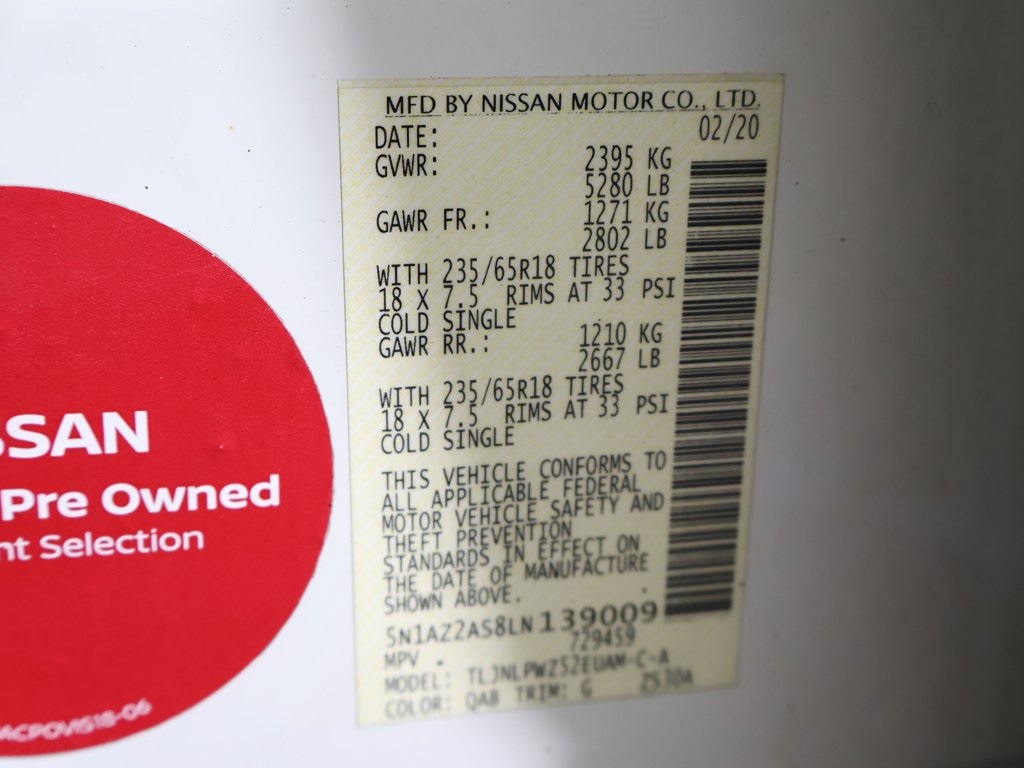 MFD BY NISSAN MOTOR CO., LTD.
DATE: 02/20
GVWR: 2395 KG
5280 LB
GAWR FR.: 1271 KG
2802 LB
WITH 235/65R18 TIRES
18 X 7.5 RIMS AT 33 PSI
COLD SINGLE
GAWR RR.: 1210 KG
2667 LB
WITH 235/65R18 TIRES
18 X 7.5 RIMS AT 33 PSI
COLD SINGLE
THIS VEHICLE CONFORMS TO
ALL APPLICABLE FEDERAL
MOTOR VEHICLE SAFETY AND
THEFT PREVENTION
STANDARDS IN EFFECT ON
THE DATE OF MANUFACTURE
SHOWN ABOVE.
5N1AZ2AS8LN139009
MPV 729459
MODEL: TLJNLPWZ52EUAM-C-A
COLOR: QAB TRIM: G
SSAN
Pre Owned
nt Selection